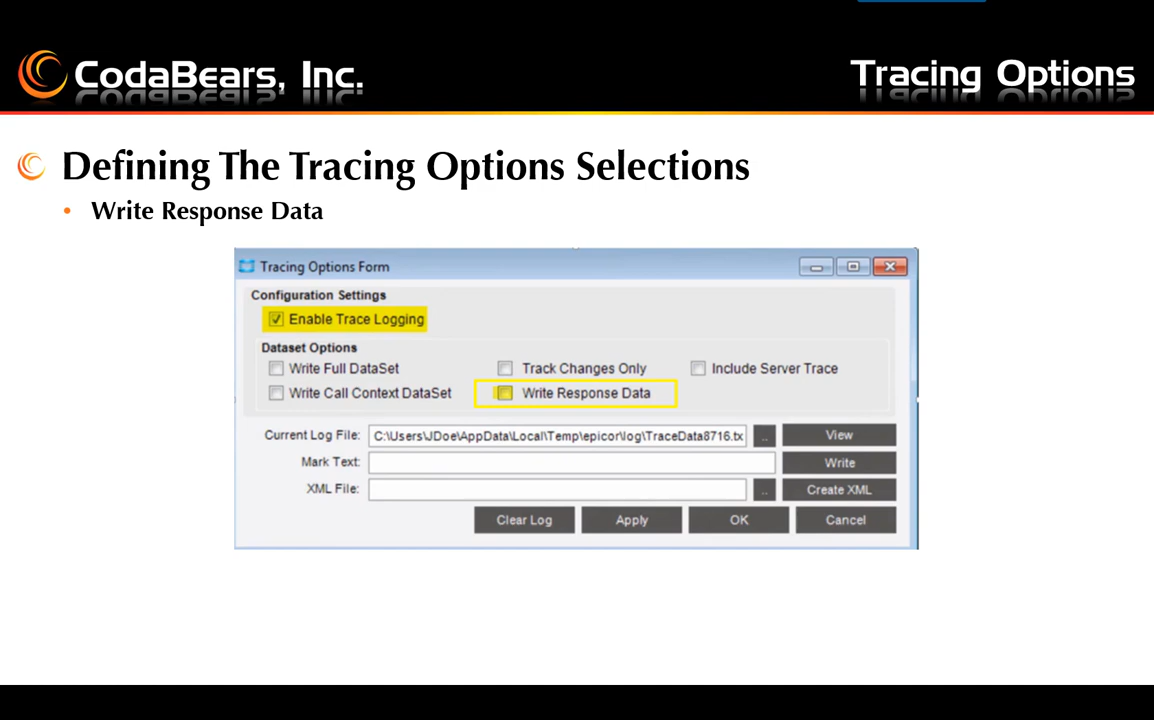 CodaBears, Inc.
Tracing Options
Defining The Tracing Options Selections
• Write Response Data
Tracing Options Form
Configuration Settings
Enable Trace Logging
Dataset Options
Write Full DataSet
Track Changes Only
Include Server Trace
Write Call Context DataSet
Write Response Data
Current Log File: C:\Users\JDoe\AppData\Local\Temp\epicor\log\TraceData8716.tx .. View
Mark Text: Write
XML File: .. Create XML
Clear Log Apply OK Cancel